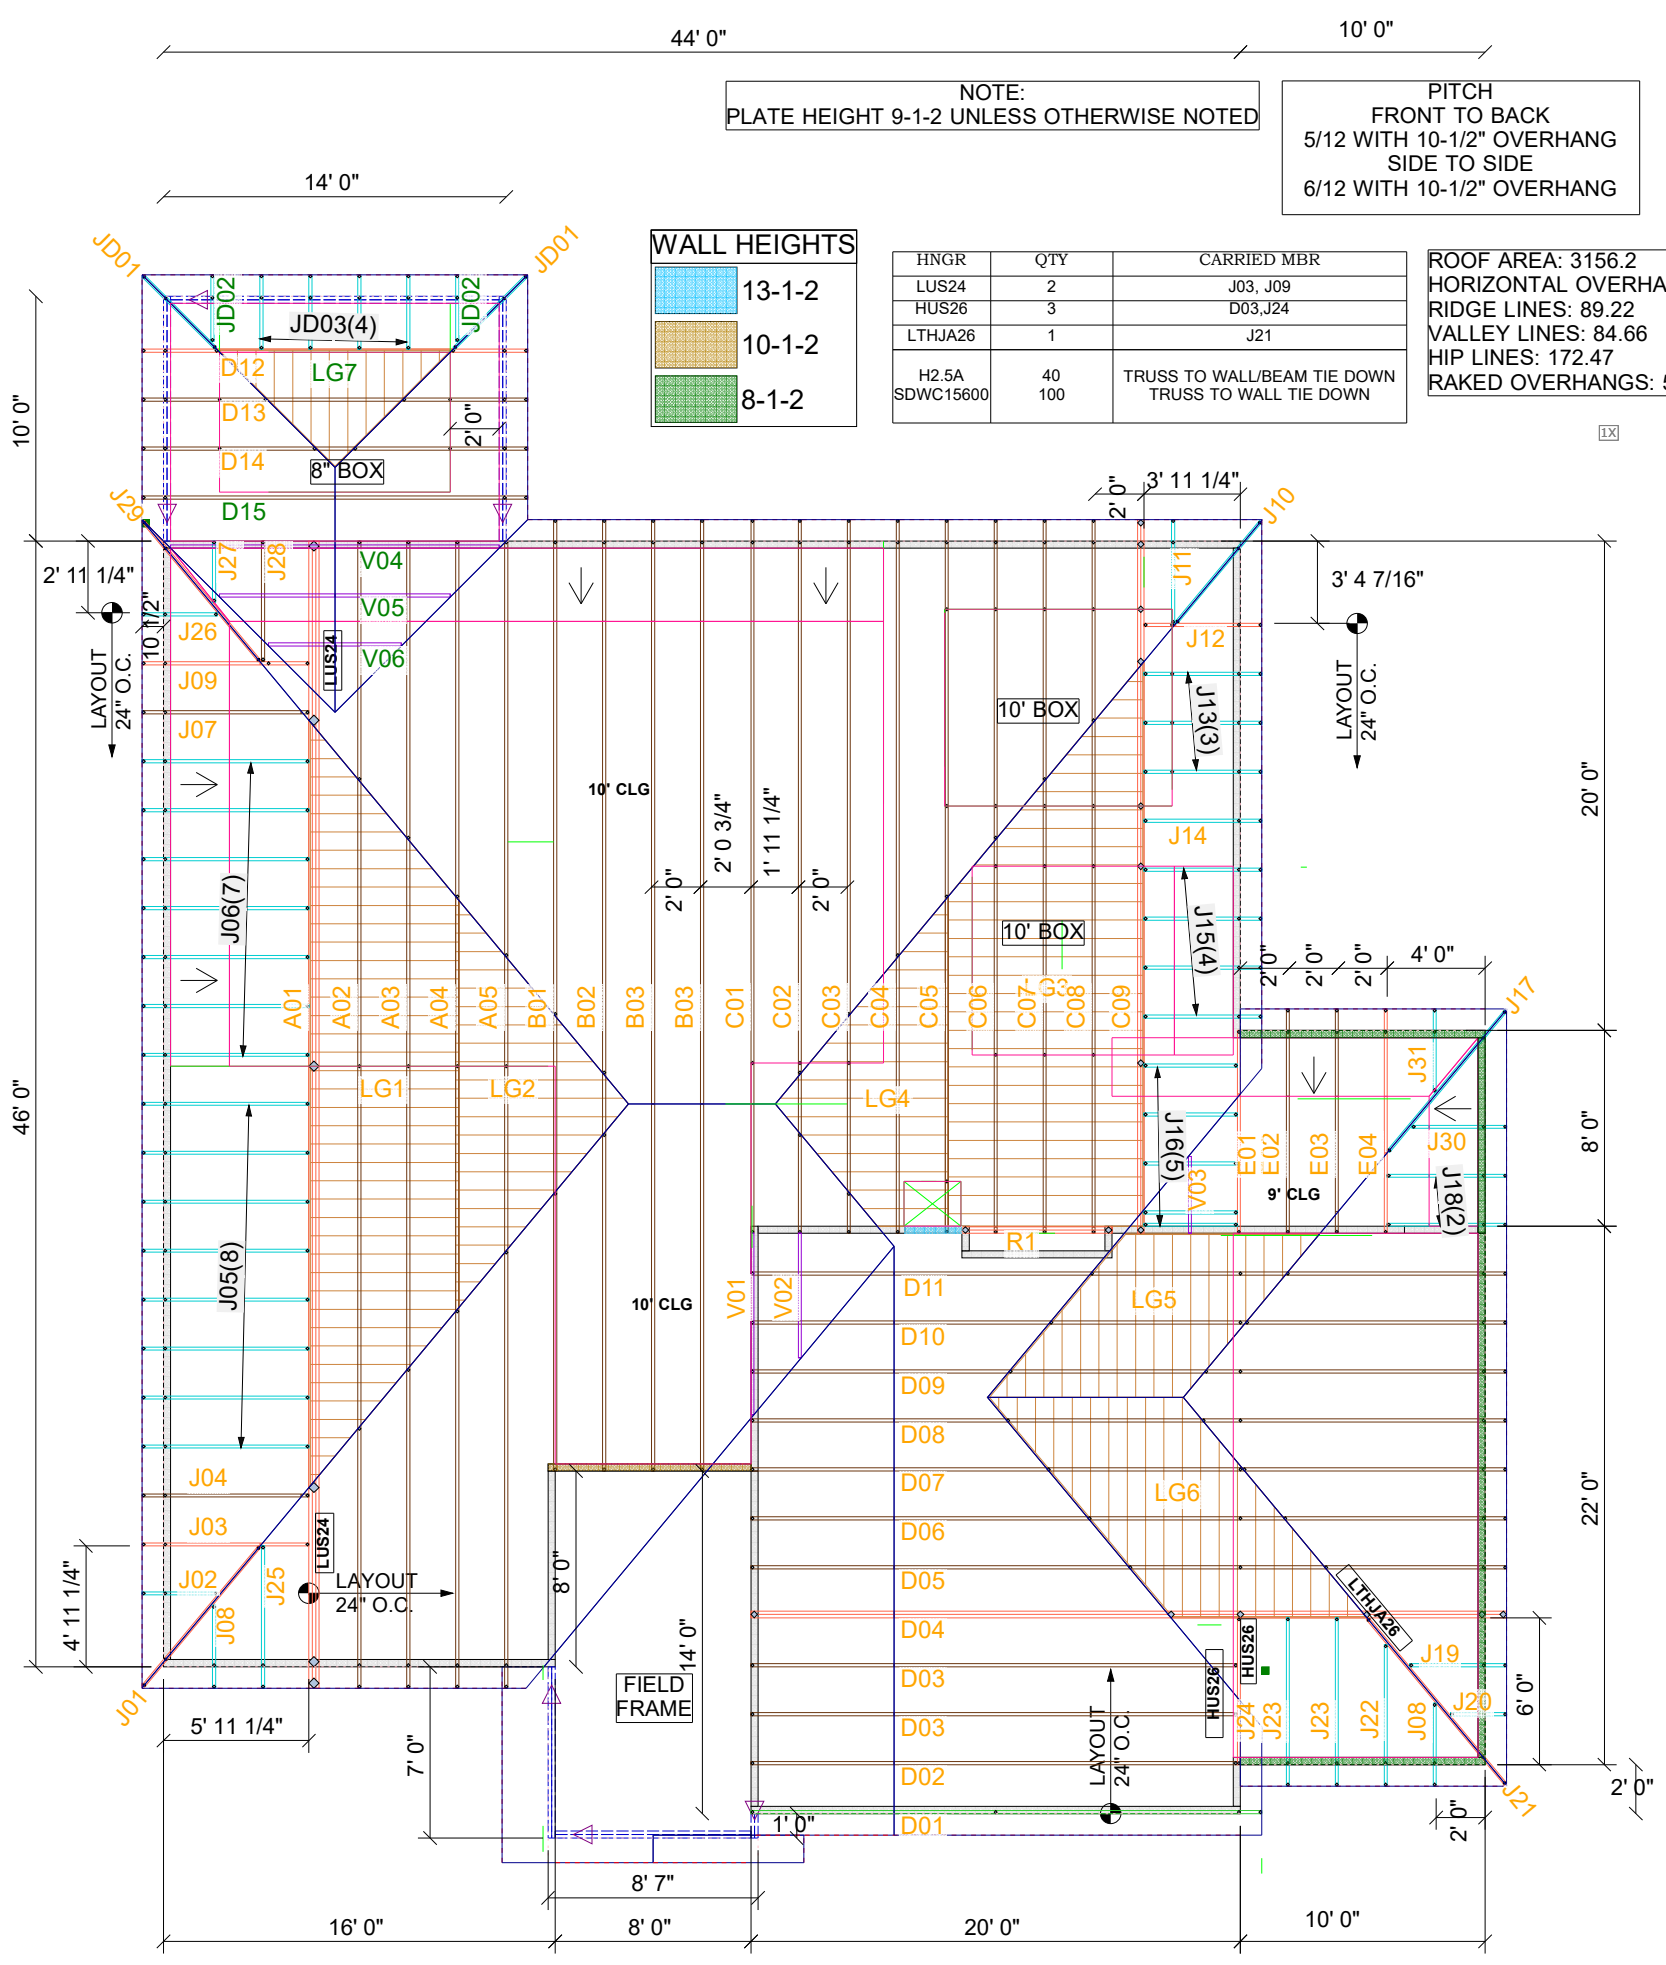 44' 0"
10' 0"
NOTE:
PLATE HEIGHT 9-1-2 UNLESS OTHERWISE NOTED
PITCH
FRONT TO BACK
5/12 WITH 10-1/2" OVERHANG
SIDE TO SIDE
6/12 WITH 10-1/2" OVERHANG
14' 0"
WALL HEIGHTS
13-1-2
10-1-2
8-1-2
HNGR QTY CARRIED MBR
LUS24 2 J03, J09
HUS26 3 D03,J24
LTHJA26 1 J21
H2.5A 40 TRUSS TO WALL/BEAM TIE DOWN
SDWC15600 100 TRUSS TO WALL TIE DOWN
ROOF AREA: 3156.2
HORIZONTAL OVERHA
RIDGE LINES: 89.22
VALLEY LINES: 84.66
HIP LINES: 172.47
RAKED OVERHANGS:
1X
JD01
JD01
JD02
JD02
JD03(4)
D12
LG7
D13
2' 0"
D14
8" BOX
D15
10' 0"
J29
J27
J28
V04
V05
V06
2' 11 1/4"
10 1/2"
J26
LUS24
LAYOUT
24" O.C.
J09
J07
2' 0"
3' 11 1/4"
J10
J11
3' 4 7/16"
J12
LAYOUT
24" O.C.
J13(3)
10' BOX
10' CLG
2' 0"
2' 0 3/4"
1' 11 1/4"
2' 0"
J14
20' 0"
J06(7)
10' BOX
J15(4)
2' 0"
2' 0"
2' 0"
4' 0"
J17
A01
A02
A03
A04
A05
B01
B02
B03
B03
C01
C02
C03
C04
C05
C06
C07
LG3
C08
C09
46' 0"
LG1
LG2
LG4
J31
J30
J16(5)
V03
E01
E02
E03
E04
9' CLG
J18(2)
8' 0"
J05(8)
R1
10' CLG
V01
V02
D11
LG5
D10
D09
D08
J04
D07
LG6
J03
LUS24
D06
22' 0"
J02
J25
LAYOUT
24" O.C.
8' 0"
D05
LTHJA26
4' 11 1/4"
J08
D04
HUS26
J01
14' 0"
FIELD
FRAME
D03
HUS26
J19
D03
J24
J23
J23
J22
J08
J20
6' 0"
5' 11 1/4"
7' 0"
D02
LAYOUT
24" O.C.
J21
2' 0"
2' 0"
1' 0"
D01
8' 7"
16' 0"
8' 0"
20' 0"
10' 0"